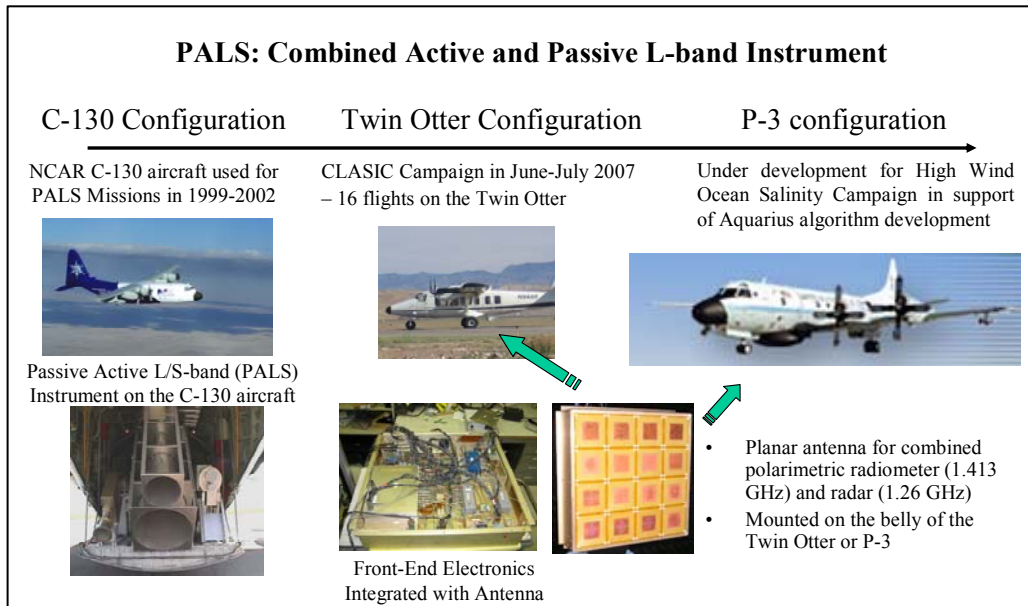 PALS: Combined Active and Passive L-band Instrument
C-130 Configuration
NCAR C-130 aircraft used for
PALS Missions in 1999-2002
Passive Active L/S-band (PALS)
Instrument on the C-130 aircraft
Twin Otter Configuration
CLASIC Campaign in June-July 2007
– 16 flights on the Twin Otter
Front-End Electronics
Integrated with Antenna
P-3 configuration
Under development for High Wind
Ocean Salinity Campaign in support
of Aquarius algorithm development
• Planar antenna for combined
polarimetric radiometer (1.413
GHz) and radar (1.26 GHz)
• Mounted on the belly of the
Twin Otter or P-3